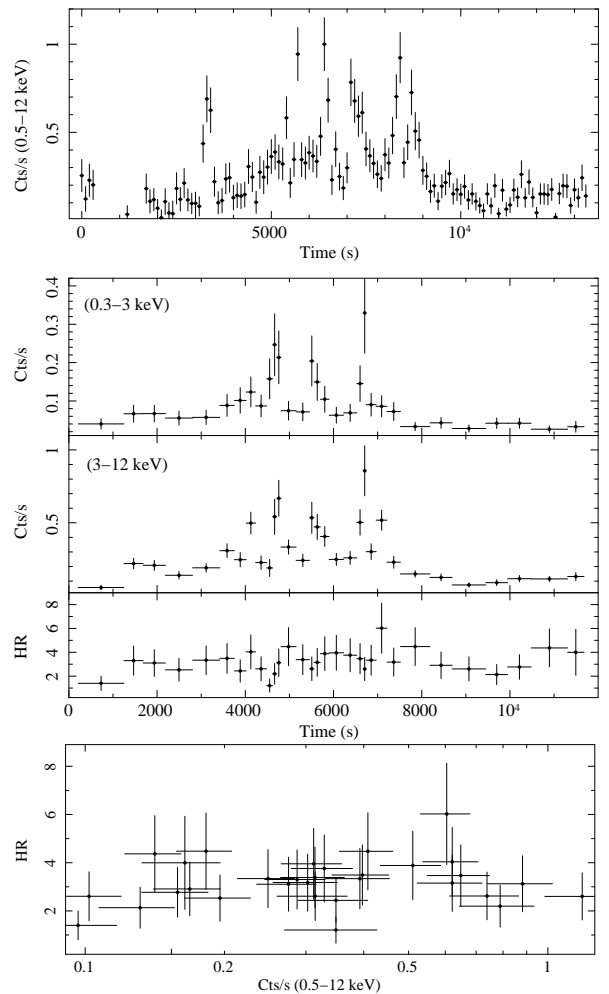 1
0.5
Cts/s (0.5–12 keV)
0 5000 10⁴
Time (s)
(0.3–3 keV)
0.4
0.3
0.2
0.1
Cts/s
(3–12 keV)
1
0.5
Cts/s
8
6
4
2
HR
0 2000 4000 6000 8000 10⁴
Time (s)
8
6
4
2
HR
0.1 0.2 0.5 1
Cts/s (0.5–12 keV)